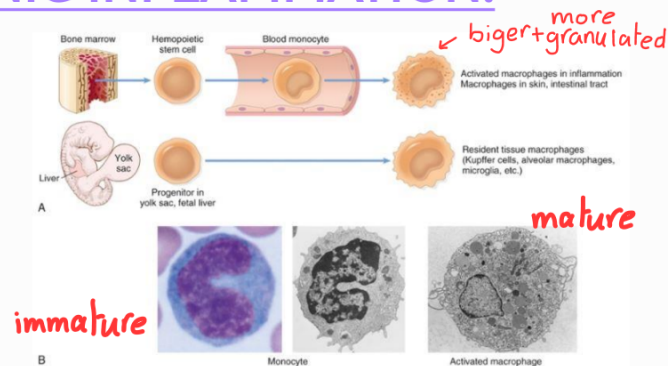 more
biger+granulated
Bone marrow
Hemopoietic
stem cell
Blood monocyte
Activated macrophages in inflammation
Macrophages in skin, intestinal tract
Liver
Yolk
sac
Progenitor in
yolk sac, fetal liver
Resident tissue macrophages
(Kupffer cells, alveolar macrophages,
microglia, etc.)
A
mature
immature
B
Monocyte
Activated macrophage